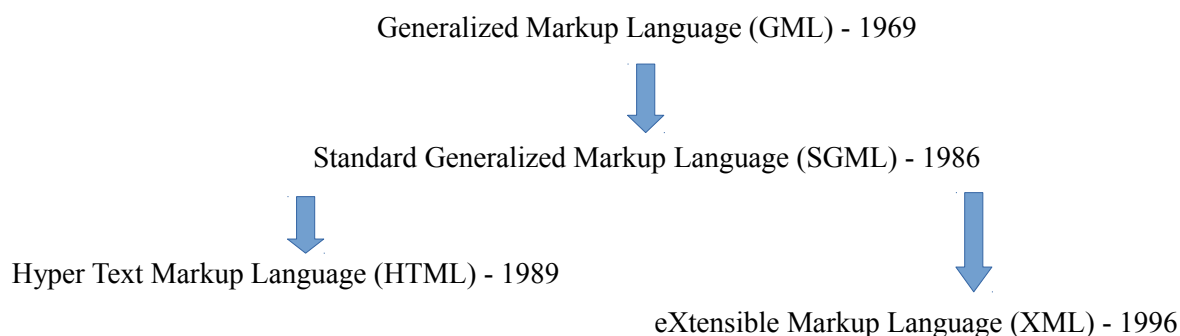 Generalized Markup Language (GML) - 1969
Standard Generalized Markup Language (SGML) - 1986
Hyper Text Markup Language (HTML) - 1989
eXtensible Markup Language (XML) - 1996